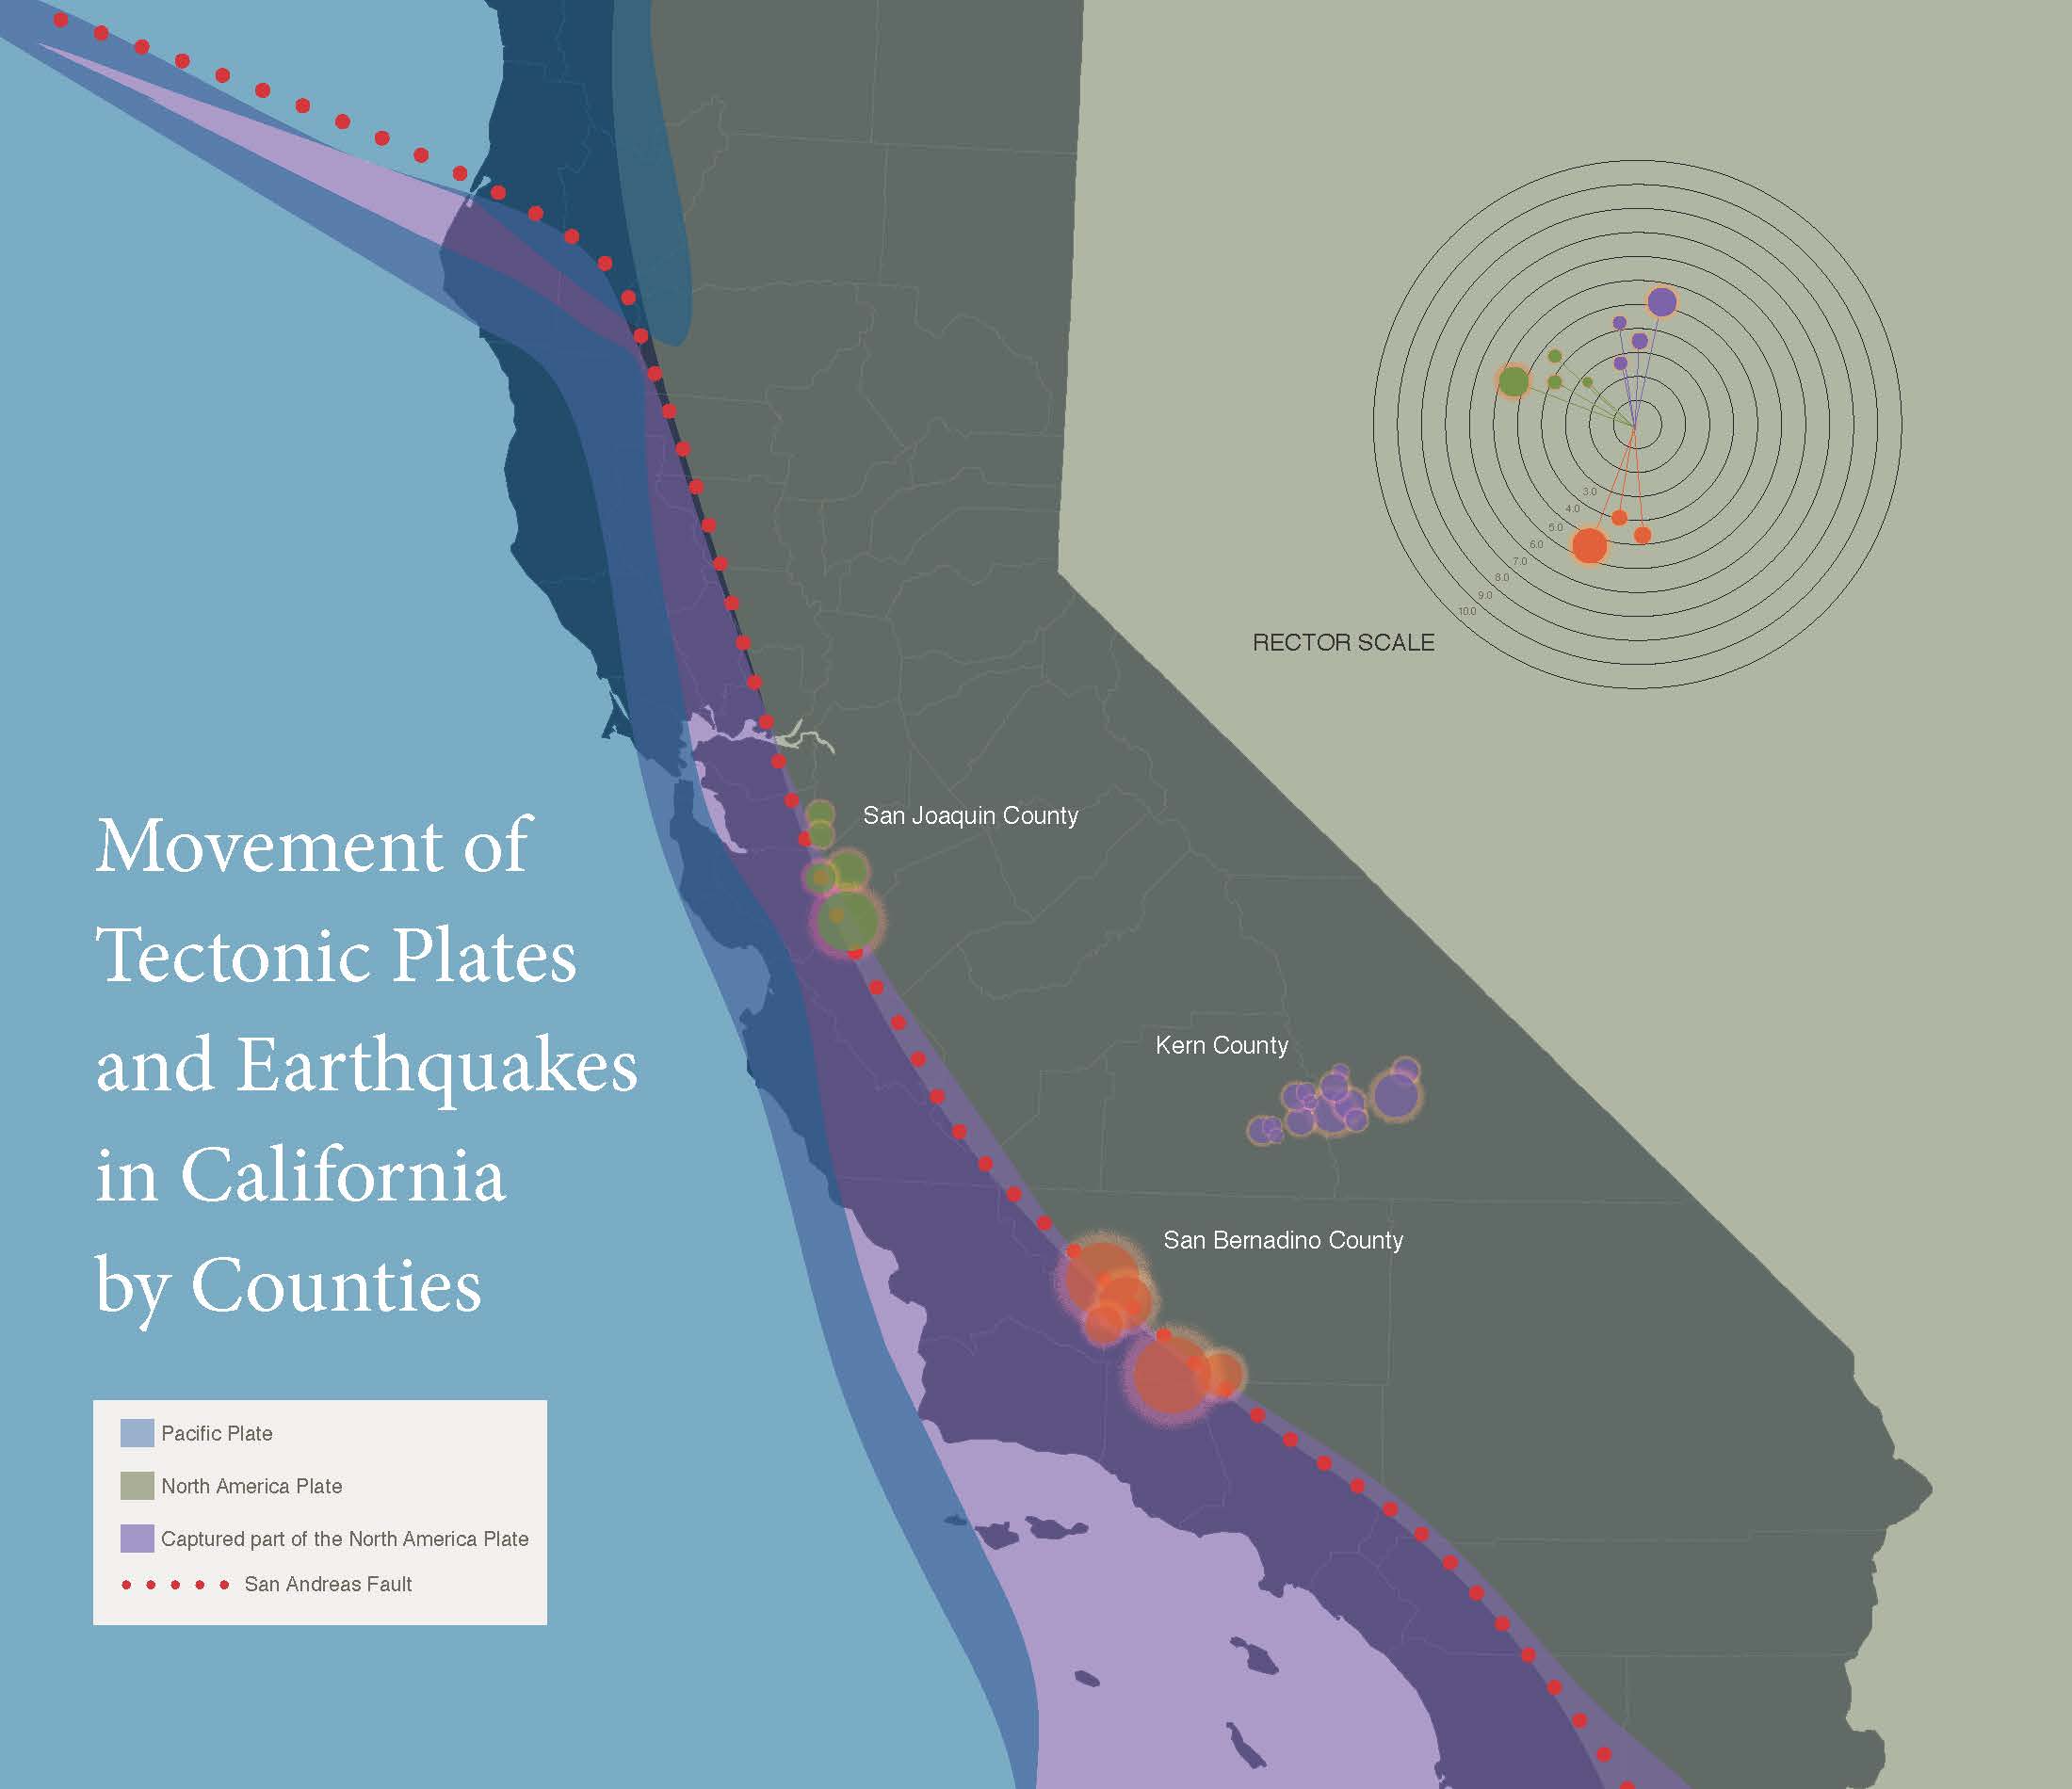 3.0
4.0
5.0
6.0
7.0
8.0
9.0
10.0
RECTOR SCALE
San Joaquin County
Movement of
Tectonic Plates
and Earthquakes
in California
by Counties
Kern County
San Bernadino County
Pacific Plate
North America Plate
Captured part of the North America Plate
San Andreas Fault